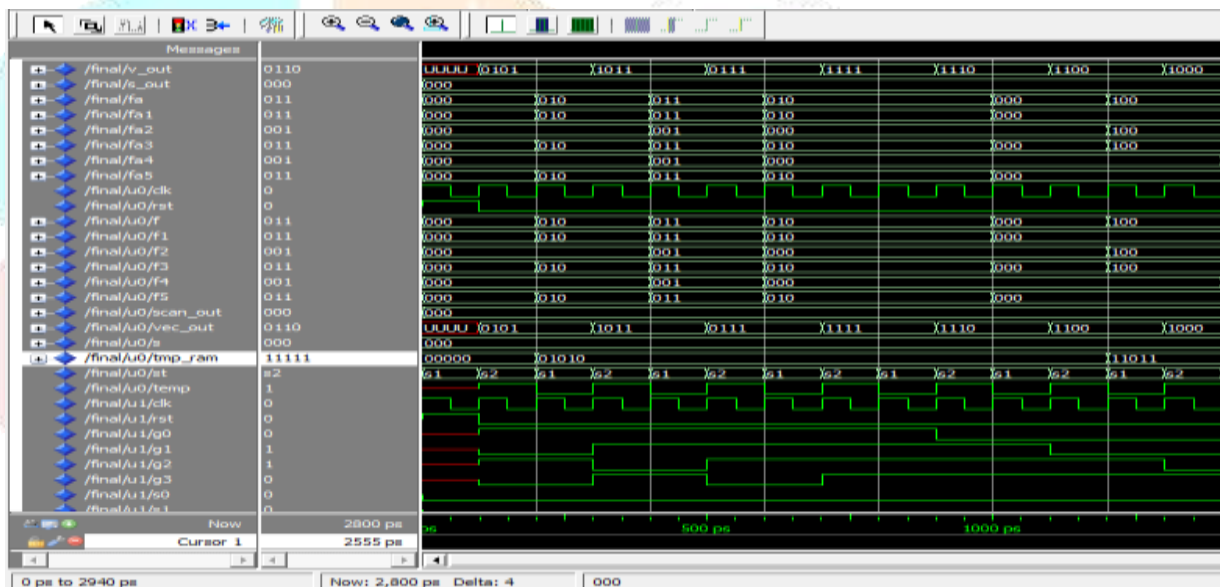 Messages
/final/v_out 0110 UUUU 0101 1011 0111 1111 1110 1100 1000
/final/s_out 000 000
/final/fa 011 000 010 011 010 000 100
/final/fa1 011 000 010 011 010 000
/final/fa2 001 000 001 000 100
/final/fa3 011 000 010 011 010 000 100
/final/fa4 001 000 001 000
/final/fa5 011 000 010 011 010 000
/final/u0/clk 0
/final/u0/rst 0
/final/u0/f 011 000 010 011 010 000 100
/final/u0/f1 011 000 010 011 010 000
/final/u0/f2 001 000 001 000 100
/final/u0/f3 011 000 010 011 010 000 100
/final/u0/f4 001 000 001 000
/final/u0/f5 011 000 010 011 010 000
/final/u0/scan_out 000 000
/final/u0/vec_out 0110 UUUU 0101 1011 0111 1111 1110 1100 1000
/final/u0/s 000 000
/final/u0/tmp_ram 11111 00000 01010 11011
/final/u0/st s2 s1 s2 s1 s2 s1 s2 s1 s2 s1 s2 s1 s2 s1 s2
/final/u0/temp 1
/final/u1/clk 0
/final/u1/rst 0
/final/u1/g0 0
/final/u1/g1 1
/final/u1/g2 1
/final/u1/g3 0
/final/u1/s0 0
/final/u1/s1 0
Now 2800 ps ps 500 ps 1000 ps
Cursor 1 2555 ps
0 ps to 2940 ps Now: 2,800 ps Delta: 4 000